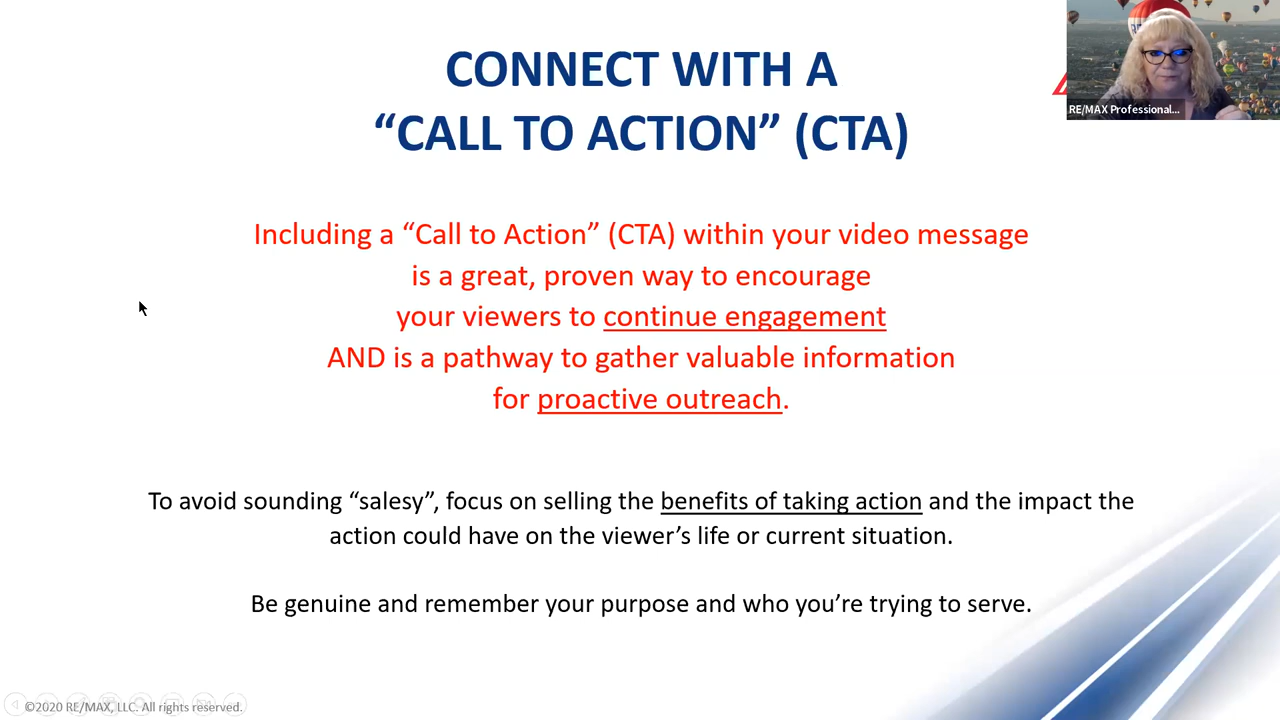 CONNECT WITH A
“CALL TO ACTION” (CTA)
RE/MAX Professional...
Including a “Call to Action” (CTA) within your video message
is a great, proven way to encourage
your viewers to continue engagement
AND is a pathway to gather valuable information
for proactive outreach.
To avoid sounding “salesy”, focus on selling the benefits of taking action and the impact the
action could have on the viewer’s life or current situation.
Be genuine and remember your purpose and who you’re trying to serve.
©2020 RE/MAX, LLC. All rights reserved.